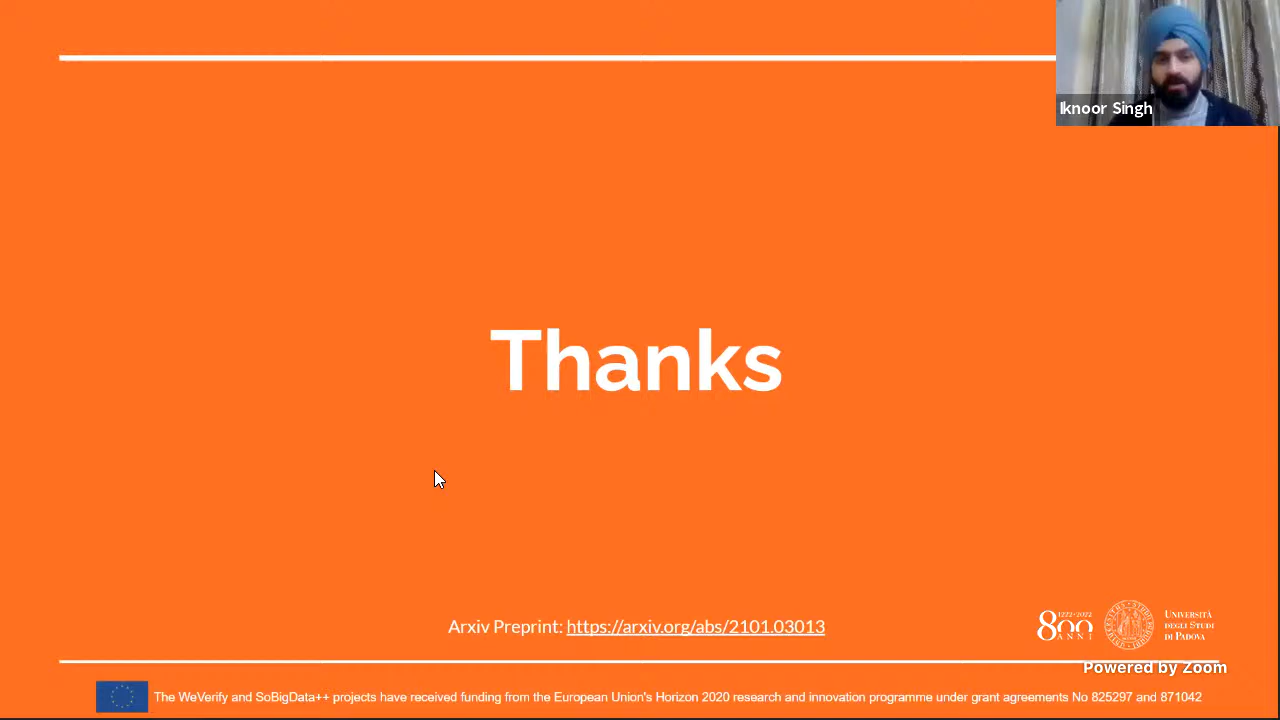 Iknoor Singh
Thanks
Arxiv Preprint: https://arxiv.org/abs/2101.03013
1222•2022
800
ANNI
UNIVERSITÀ
DEGLI STUDI
DI PADOVA
Powered by Zoom
The WeVerify and SoBigData++ projects have received funding from the European Union's Horizon 2020 research and innovation programme under grant agreements No 825297 and 871042